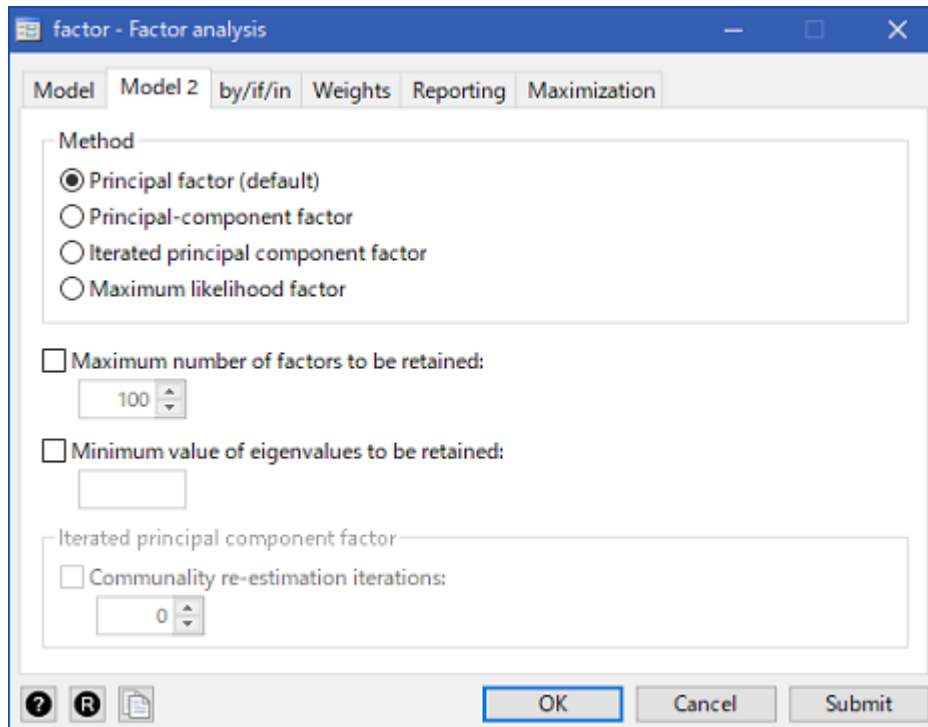 factor - Factor analysis
Model Model 2 by/if/in Weights Reporting Maximization
Method
Principal factor (default)
Principal-component factor
Iterated principal component factor
Maximum likelihood factor
Maximum number of factors to be retained:
100
Minimum value of eigenvalues to be retained:
Iterated principal component factor
Communality re-estimation iterations:
0
? R OK Cancel Submit